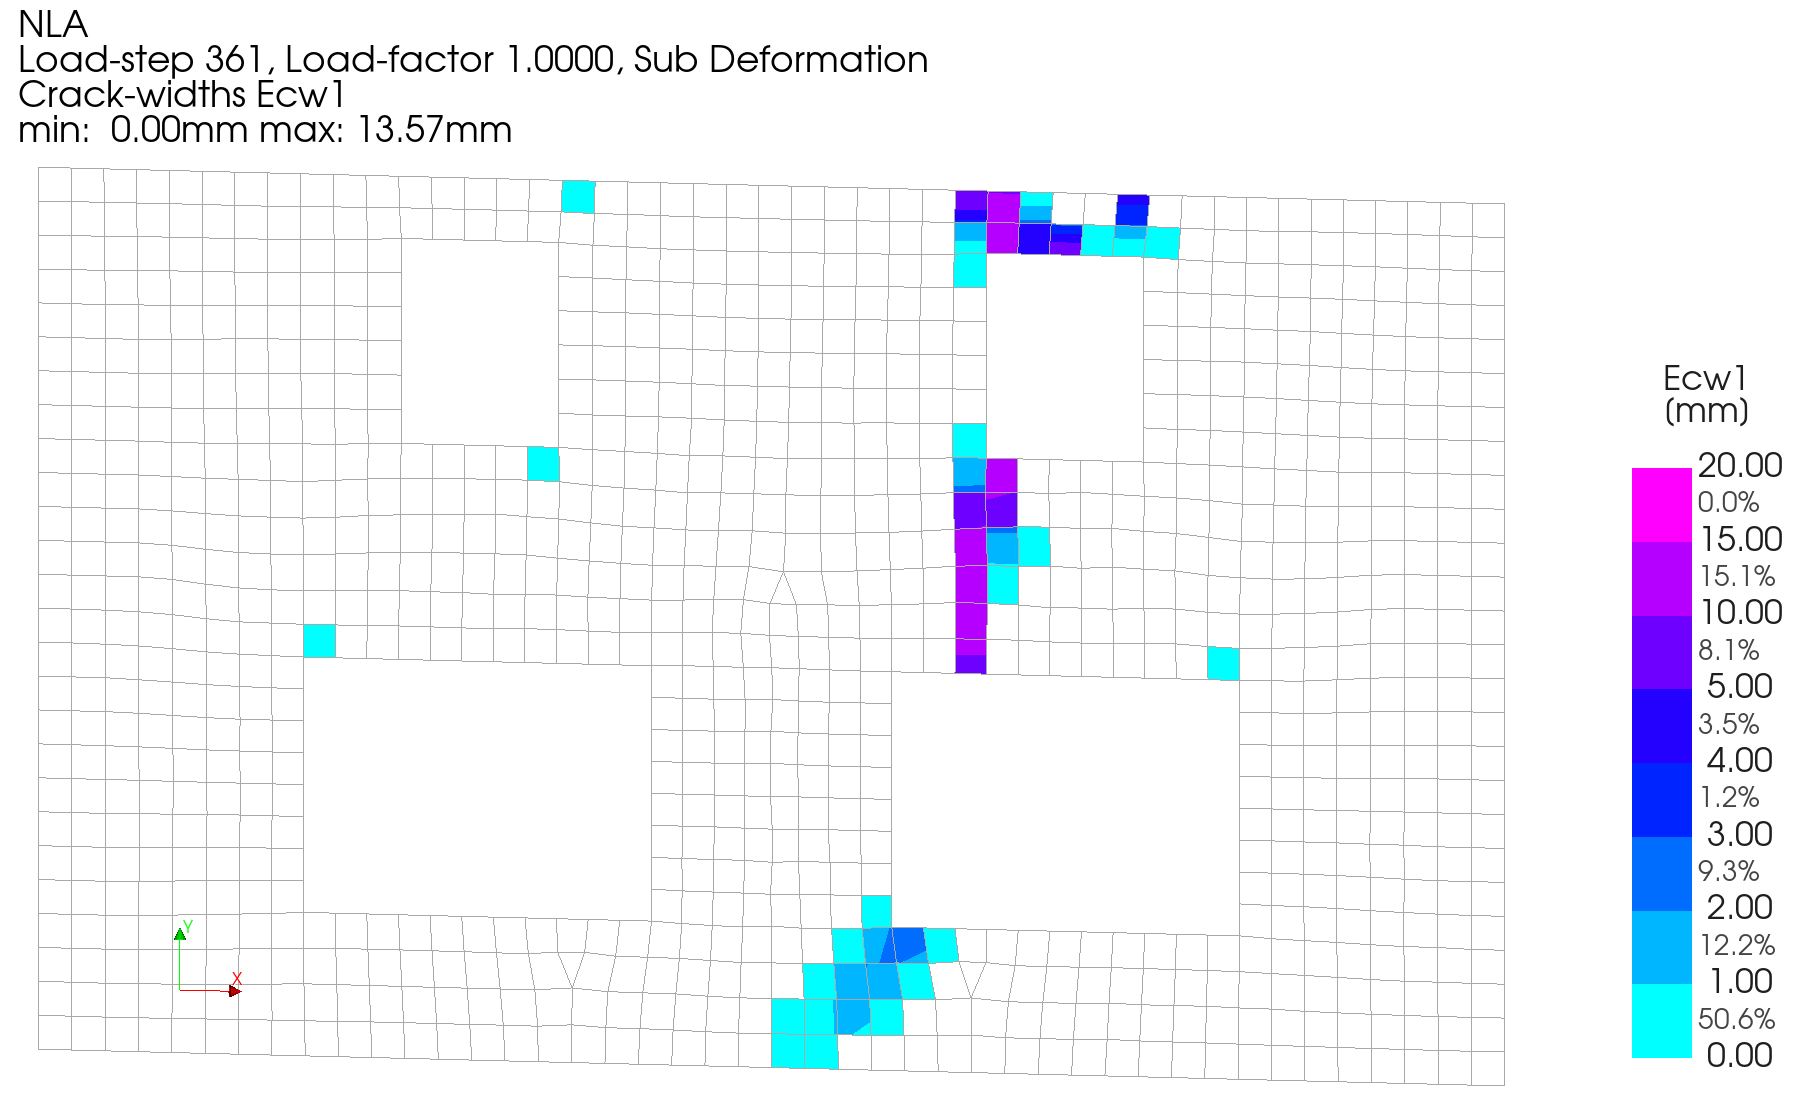 NLA
Load-step 361, Load-factor 1.0000, Sub Deformation
Crack-widths Ecw1
min:  0.00mm max: 13.57mm
Ecw1
(mm)
20.00
0.0%
15.00
15.1%
10.00
8.1%
5.00
3.5%
4.00
1.2%
3.00
9.3%
2.00
12.2%
1.00
50.6%
0.00
Y
X